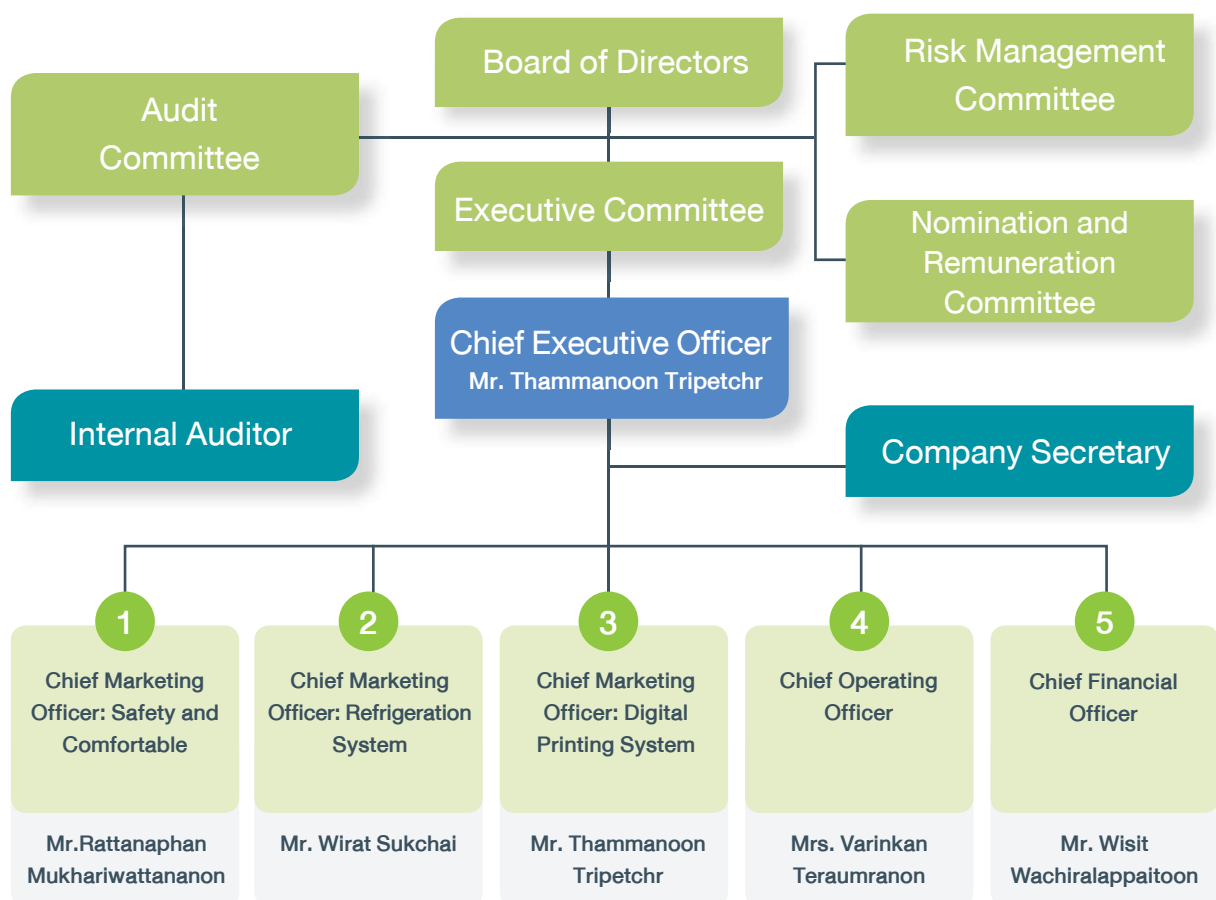 Board of Directors
Risk Management
Committee
Audit
Committee
Executive Committee
Nomination and
Remuneration
Committee
Chief Executive Officer
Mr. Thammanoon Tripetchr
Internal Auditor
Company Secretary
1
Chief Marketing
Officer: Safety and
Comfortable
Mr.Rattanaphan
Mukhariwattananon
2
Chief Marketing
Officer: Refrigeration
System
Mr. Wirat Sukchai
3
Chief Marketing
Officer: Digital
Printing System
Mr. Thammanoon
Tripetchr
4
Chief Operating
Officer
Mrs. Varinkan
Teraumranon
5
Chief Financial
Officer
Mr. Wisit
Wachiralappaitoon